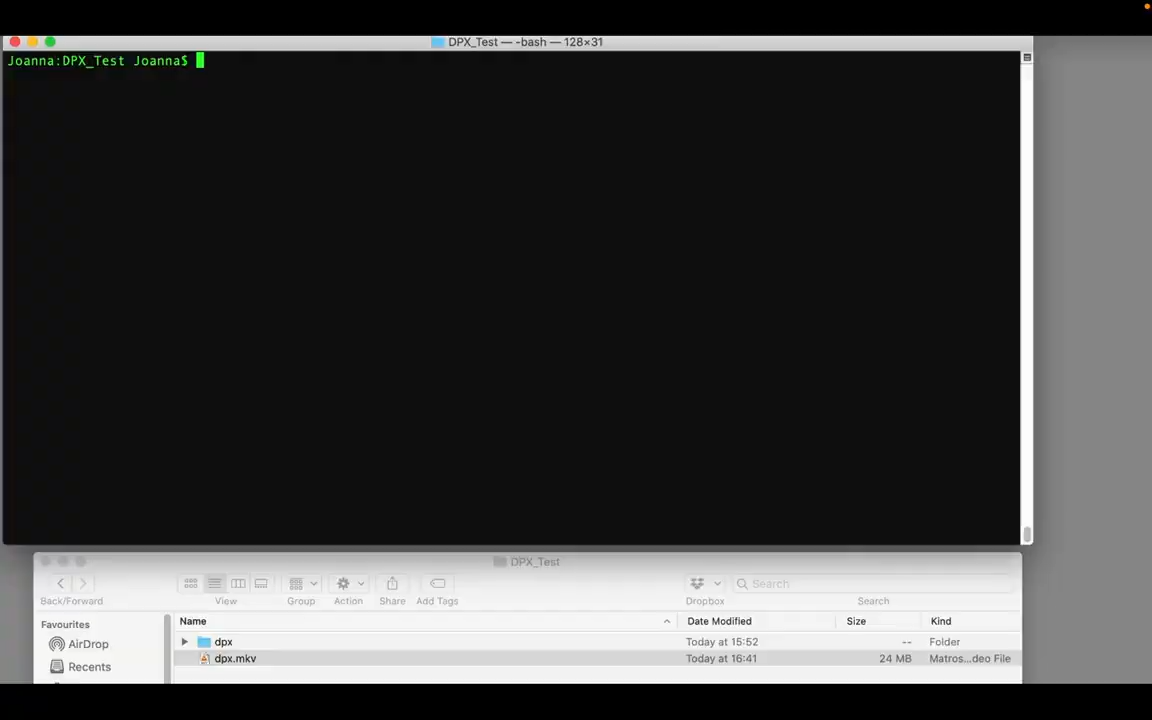 DPX_Test — -bash — 128×31
Joanna:DPX_Test Joanna$
DPX_Test
Back/Forward
View
Group
Action
Share
Add Tags
Dropbox
Search
Search
Favourites
AirDrop
Recents
Name
Date Modified
Size
Kind
dpx
Today at 15:52
--
Folder
dpx.mkv
Today at 16:41
24 MB
Matros...deo File